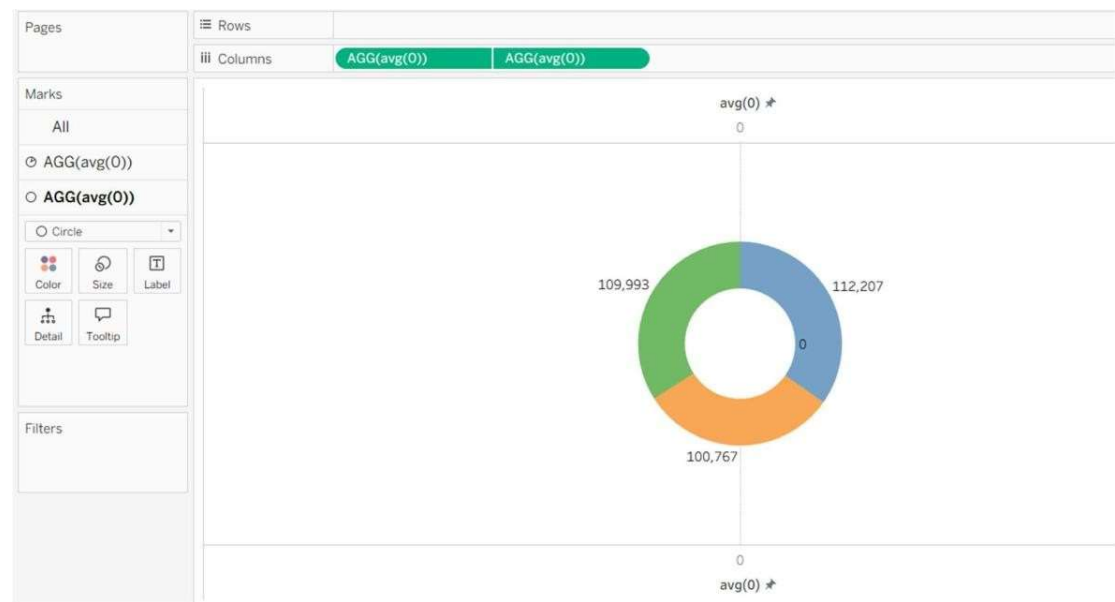 Pages
Rows
Columns
AGG(avg(0)) AGG(avg(0))
Marks
All
AGG(avg(0))
AGG(avg(0))
Circle
Color Size Label
Detail Tooltip
Filters
avg(0)
0
109,993
112,207
0
100,767
0
avg(0)